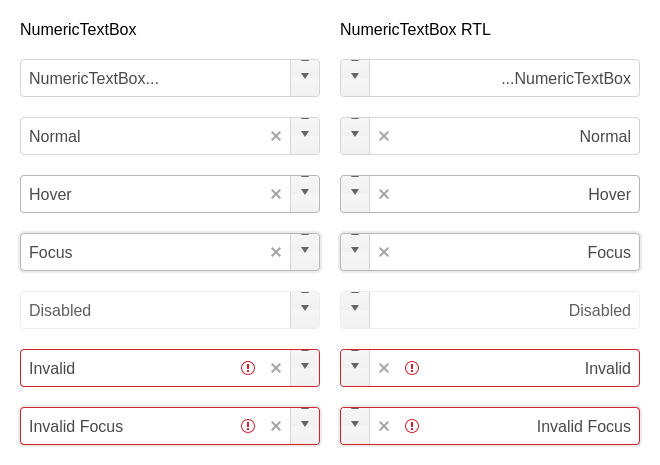 NumericTextBox
NumericTextBox RTL
NumericTextBox...
...NumericTextBox
Normal
Normal
Hover
Hover
Focus
Focus
Disabled
Disabled
Invalid
Invalid
Invalid Focus
Invalid Focus